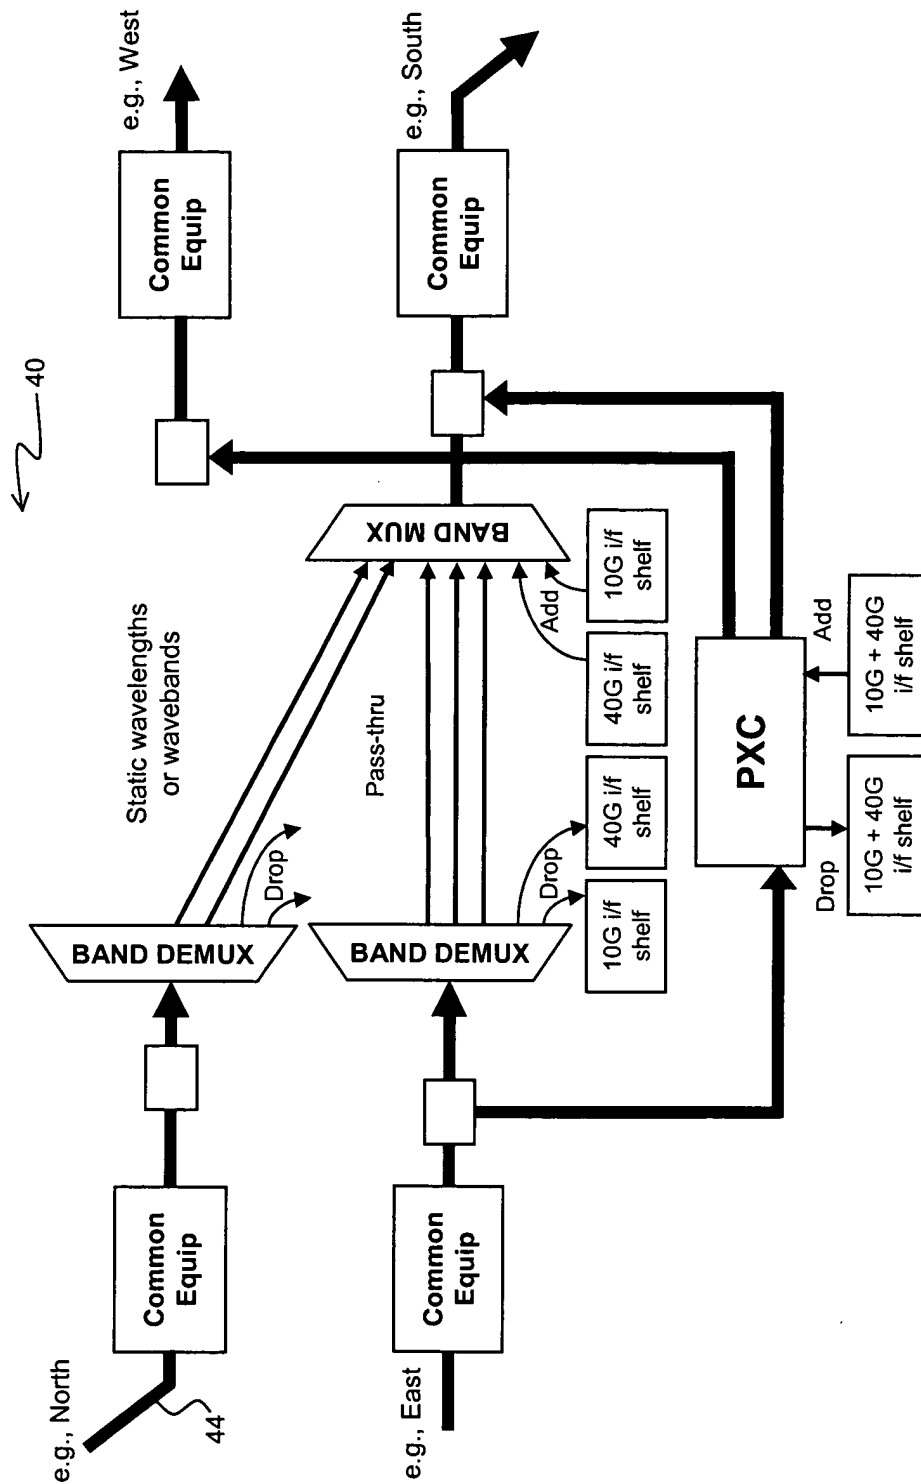 40
e.g., North
44
Common
Equip
BAND DEMUX
Drop
Static wavelengths
or wavebands
Common
Equip
e.g., West
e.g., East
Common
Equip
BAND DEMUX
Drop
Pass-thru
Add
BAND MUX
Common
Equip
e.g., South
10G i/f
shelf
40G i/f
shelf
40G i/f
shelf
10G i/f
shelf
PXC
Drop
Add
10G + 40G
i/f shelf
10G + 40G
i/f shelf